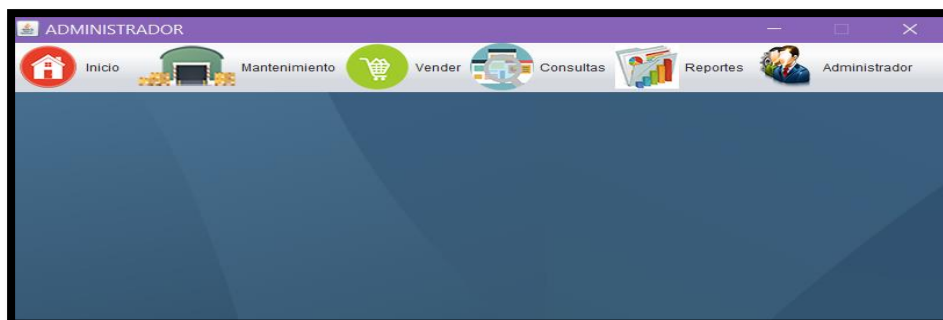 ADMINISTRADOR
Inicio Mantenimiento Vender Consultas Reportes Administrador